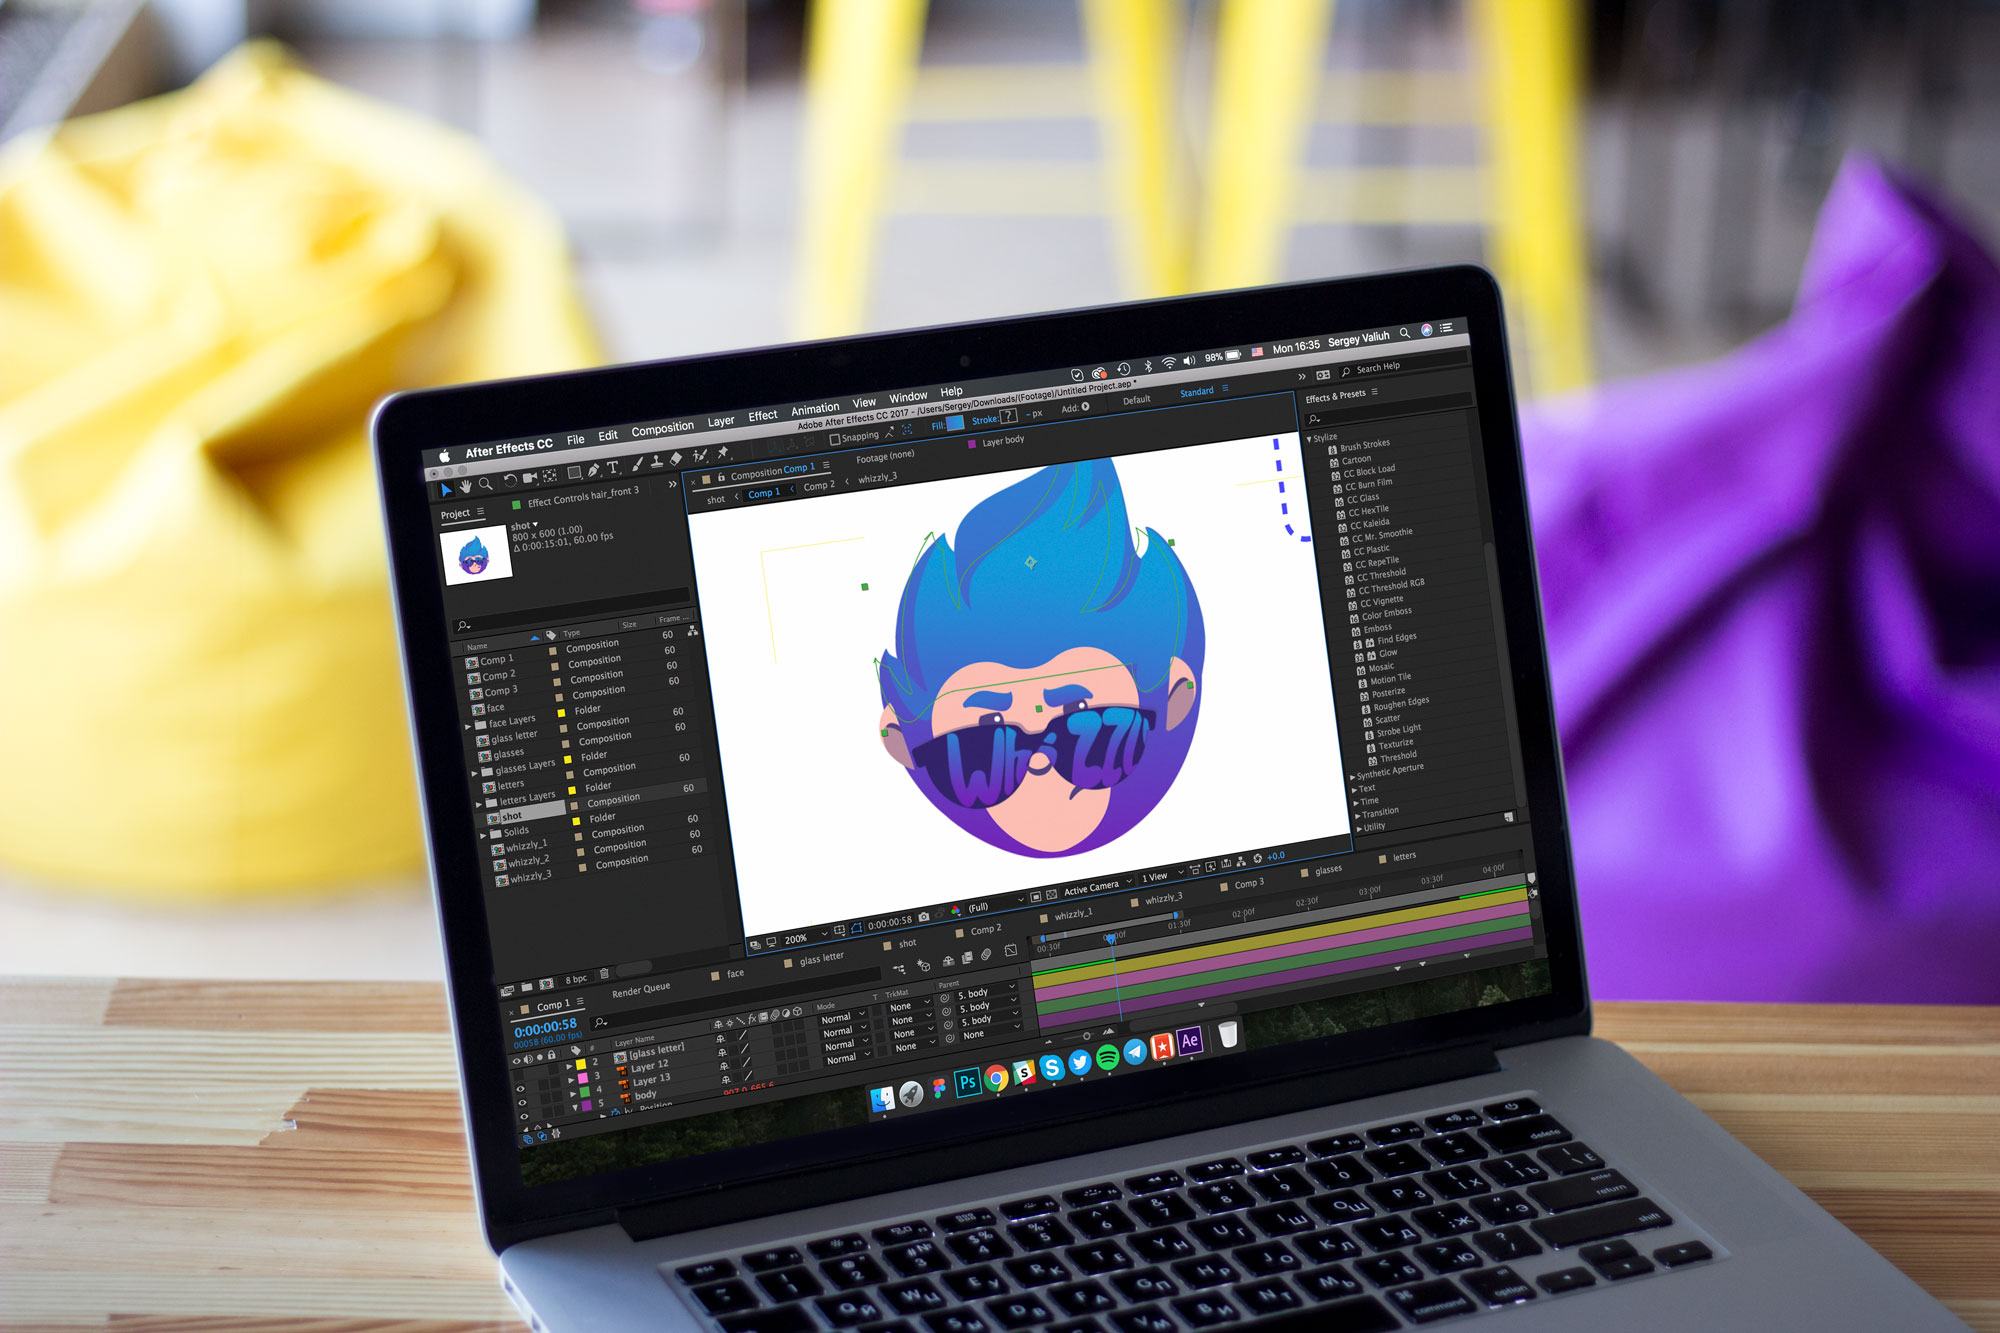 After Effects CC File Edit Composition Layer Effect Animation View Window Help 98% Mon 16:35 Sergey Valiuh
Adobe After Effects CC 2017 - /Users/Sergey/Downloads/(Footage)/Untitled Project.aep *
Snapping Fill: Stroke: ? - px Add: Default Standard Search Help
Project Effect Controls hair_front 3
Composition Comp 1 Footage (none) Layer body
shot Comp 1 Comp 2 whizzly_3
shot
800 x 600 (1.00)
Δ 0:00:15:01, 60.00 fps
Name Type Size Frame ...
Comp 1 Composition 60
Comp 2 Composition 60
Comp 3 Composition 60
face Composition 60
face Layers Folder
glass letter Composition 60
glasses Composition 60
glasses Layers Folder
letters Composition 60
letters Layers Folder
shot Composition 60
Solids Folder
whizzly_1 Composition 60
whizzly_2 Composition 60
whizzly_3 Composition 60
8 bpc
Effects & Presets
Stylize
Brush Strokes
Cartoon
CC Block Load
CC Burn Film
CC Glass
CC HexTile
CC Kaleida
CC Mr. Smoothie
CC Plastic
CC RepeTile
CC Threshold
CC Threshold RGB
CC Vignette
Color Emboss
Emboss
Find Edges
Glow
Mosaic
Motion Tile
Posterize
Roughen Edges
Scatter
Strobe Light
Texturize
Threshold
Synthetic Aperture
Text
Time
Transition
Utility
200% 0:00:00:58 (Full) Active Camera 1 View +0.0
Comp 1 Render Queue face glass letter shot Comp 2 whizzly_1 whizzly_3 Comp 3 glasses letters
0:00:00:58
00058 (60.00 fps)
00:30f 01:30f 02:00f 02:30f 03:00f 03:30f 04:00f
# Layer Name Mode T TrkMat Parent
2 [glass letter] Normal None 5. body
3 Layer 12 Normal None 5. body
4 Layer 13 Normal None 5. body
5 body Normal None None
Position 907.0, 665.6
Ps S Ae
esc
delete
enter
return
shift
command
option